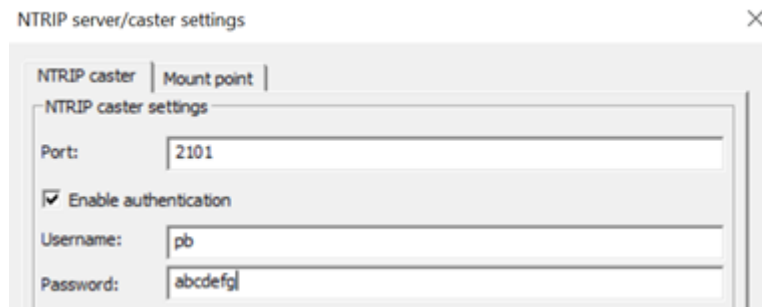 NTRIP server/caster settings
NTRIP caster Mount point
NTRIP caster settings
Port: 2101
Enable authentication
Username: pb
Password: abcdefg